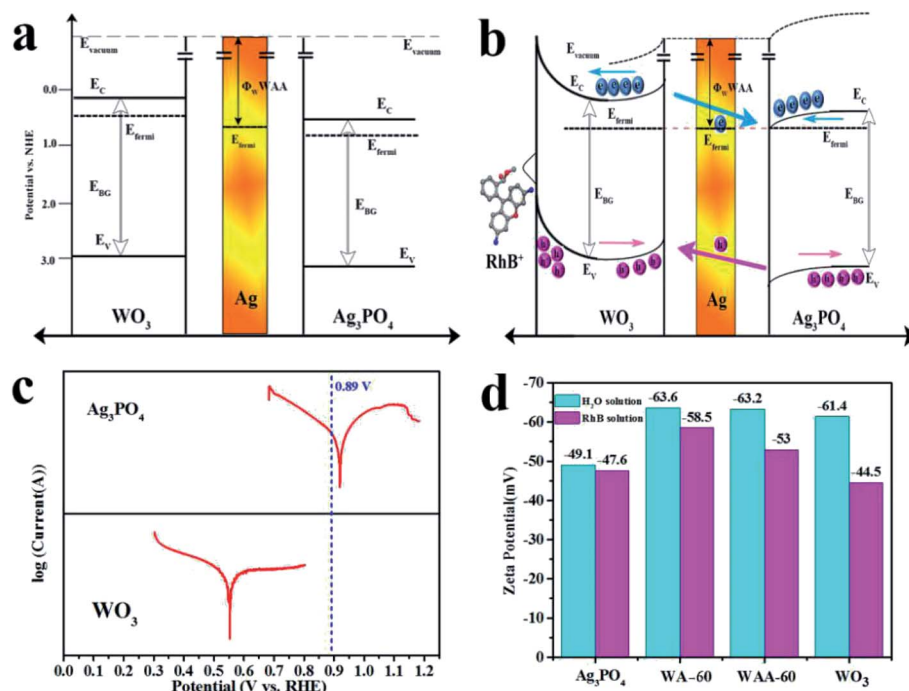 a
E_vacuum
E_vacuum
Φ_W WAA
Potential vs. NHE
0.0
1.0
2.0
3.0
E_C
E_fermi
E_BG
E_V
WO₃
E_fermi
Ag
E_C
E_fermi
E_BG
E_V
Ag₃PO₄
b
E_vacuum
Φ_W WAA
E_C
e e e e
e e e e
E_C
e
E_fermi
E_fermi
E_fermi
E_BG
E_BG
RhB⁺
h
E_V
E_V
WO₃
Ag
Ag₃PO₄
c
0.89 V
Ag₃PO₄
log (Current(A))
WO₃
0.0 0.1 0.2 0.3 0.4 0.5 0.6 0.7 0.8 0.9 1.0 1.1 1.2
Potential (V vs. RHE)
d
H₂O solution
RhB solution
Zeta Potential(mV)
-70
-60
-50
-40
-30
-20
-10
0
-49.1
-47.6
-63.6
-58.5
-63.2
-53
-61.4
-44.5
Ag₃PO₄ WA-60 WAA-60 WO₃